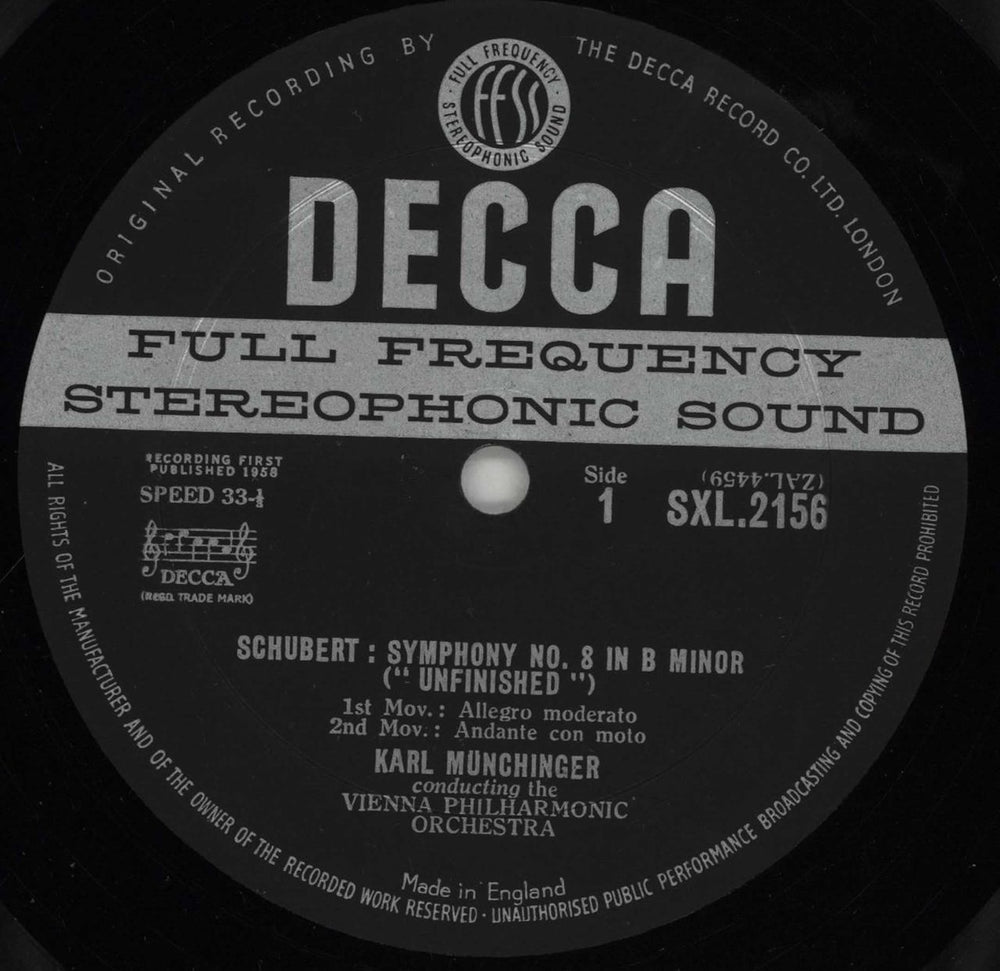 ORIGINAL RECORDING BY THE DECCA RECORD CO. LTD. LONDON
FULL FREQUENCY
FFSS
STEREOPHONIC SOUND
DECCA
FULL FREQUENCY
STEREOPHONIC SOUND
RECORDING FIRST
PUBLISHED 1958
SPEED 33-⅓
DECCA
(REGD. TRADE MARK)
Side
1
(ZAL.4459)
SXL.2156
SCHUBERT : SYMPHONY NO. 8 IN B MINOR
(“ UNFINISHED ”)
1st Mov. : Allegro moderato
2nd Mov. : Andante con moto
KARL MÜNCHINGER
conducting the
VIENNA PHILHARMONIC
ORCHESTRA
Made in England
ALL RIGHTS OF THE MANUFACTURER AND OF THE OWNER OF THE RECORDED WORK RESERVED · UNAUTHORISED PUBLIC PERFORMANCE BROADCASTING AND COPYING OF THIS RECORD PROHIBITED